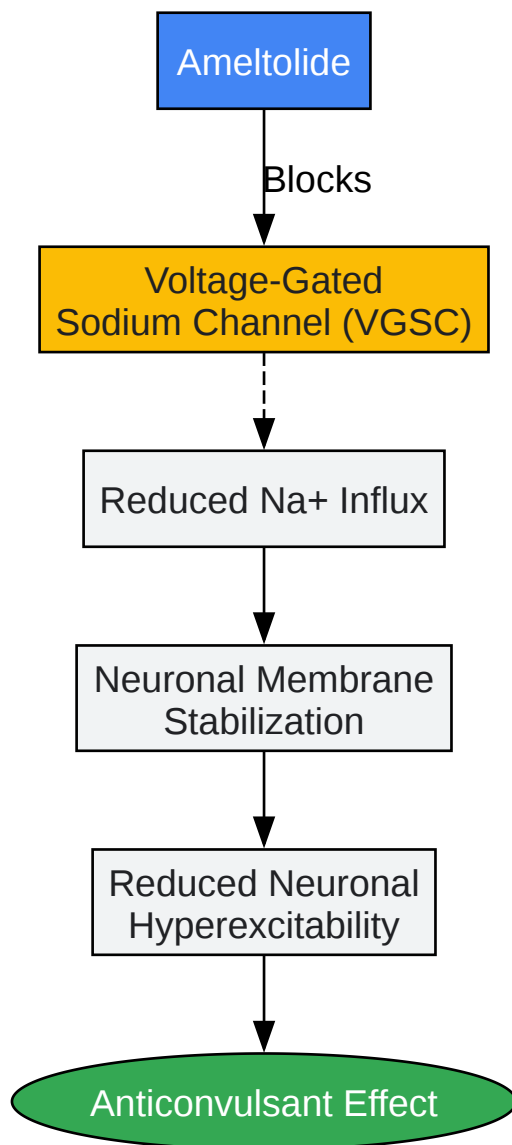 Ameltolide
Blocks
Voltage-Gated
Sodium Channel (VGSC)
Reduced Na+ Influx
Neuronal Membrane
Stabilization
Reduced Neuronal
Hyperexcitability
Anticonvulsant Effect